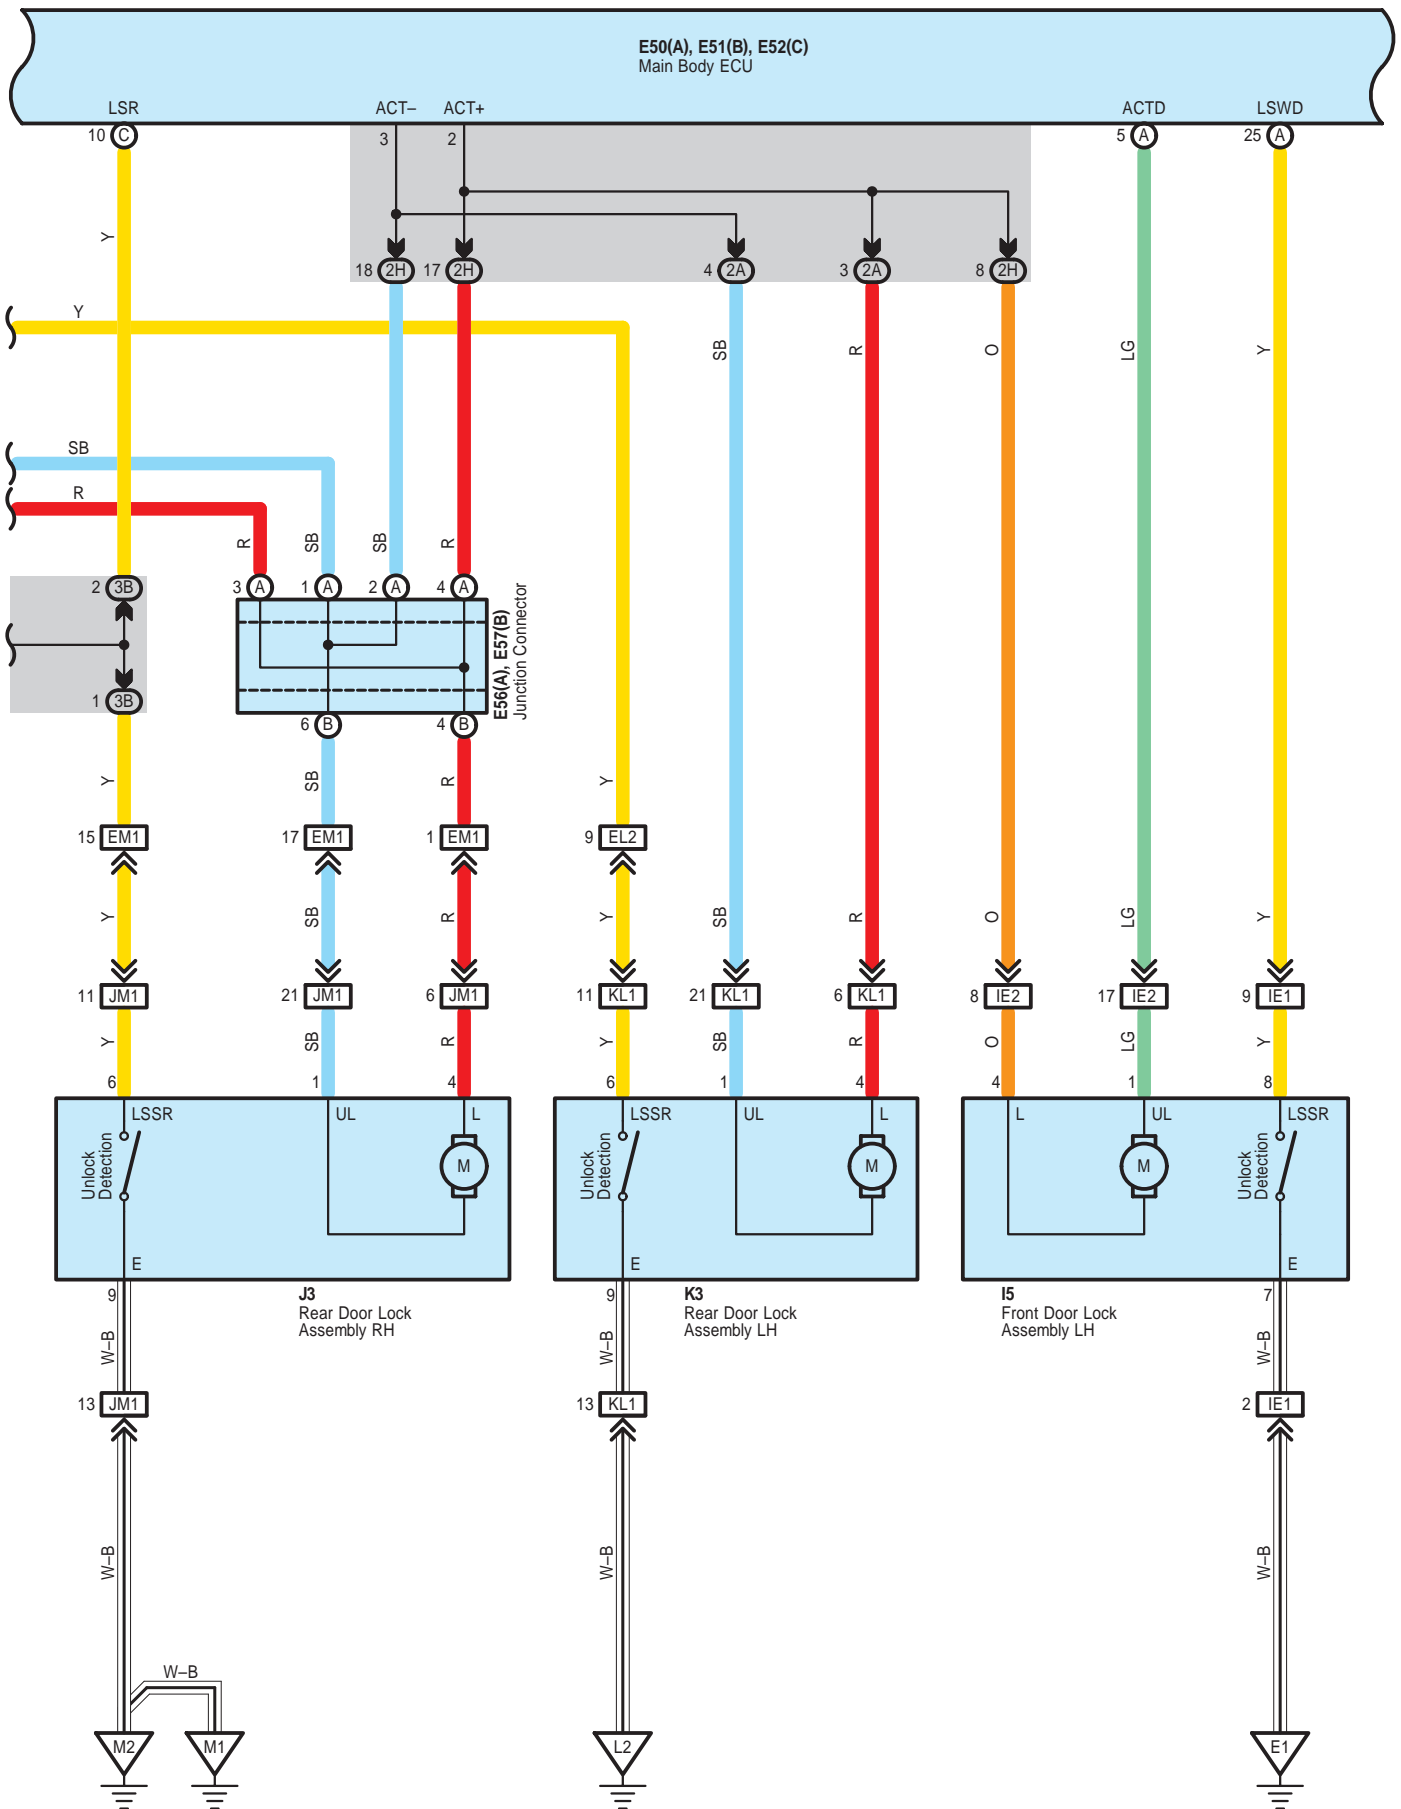 E50(A), E51(B), E52(C)
Main Body ECU
LSR ACT– ACT+ ACTD LSWD
10 C 3 2 5 A 25 A
Y
18 2H 17 2H 4 2A 3 2A 8 2H
Y
SB R O LG Y
SB
R
R SB SB R
2 3B 3 A 1 A 2 A 4 A
E56(A), E57(B)
Junction Connector
1 3B
6 B 4 B
Y SB R Y
15 EM1 17 EM1 1 EM1 9 EL2
Y SB R Y SB R O LG Y
11 JM1 21 JM1 6 JM1 11 KL1 21 KL1 6 KL1 8 IE2 17 IE2 9 IE1
Y SB R Y SB R O LG Y
6 1 4 6 1 4 4 1 8
LSSR UL L LSSR UL L L UL LSSR
Unlock
Detection
M
Unlock
Detection
M
M
Unlock
Detection
E E E
9 9 7
J3
Rear Door Lock
Assembly RH
K3
Rear Door Lock
Assembly LH
I5
Front Door Lock
Assembly LH
W–B W–B W–B
13 JM1 13 KL1 2 IE1
W–B W–B W–B
W–B
M2 M1 L2 E1